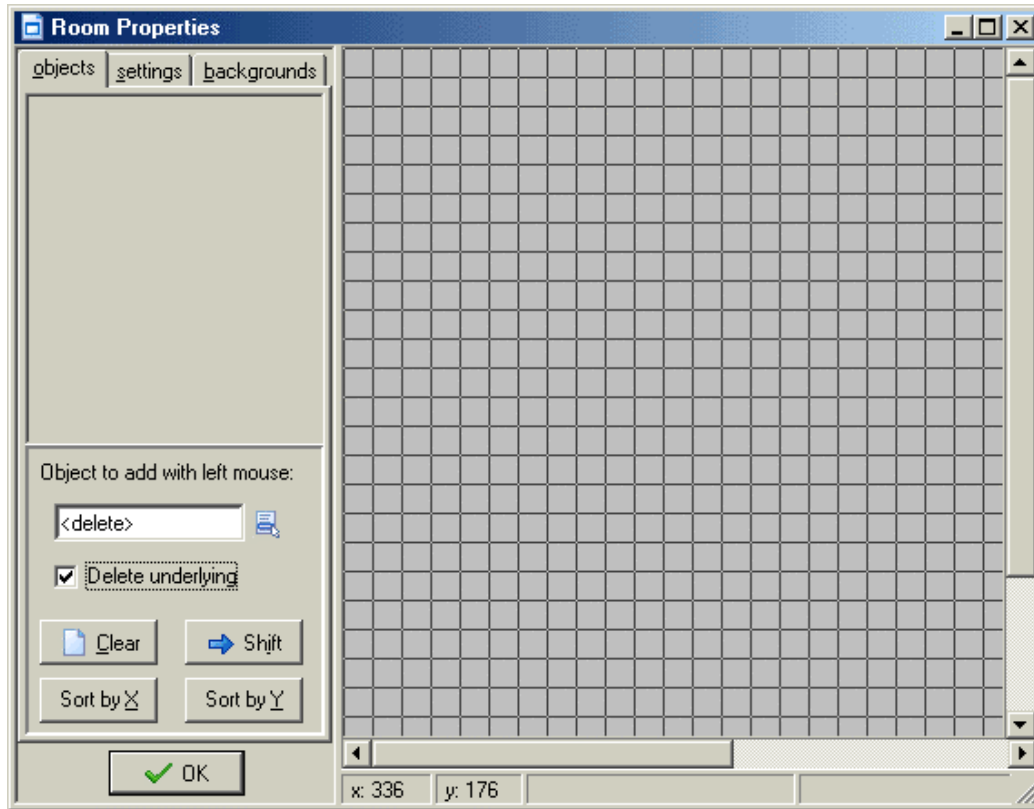 Room Properties
objects settings backgrounds
Object to add with left mouse:
<delete>
Delete underlying
Clear Shift
Sort by X Sort by Y
OK
x: 336 y: 176